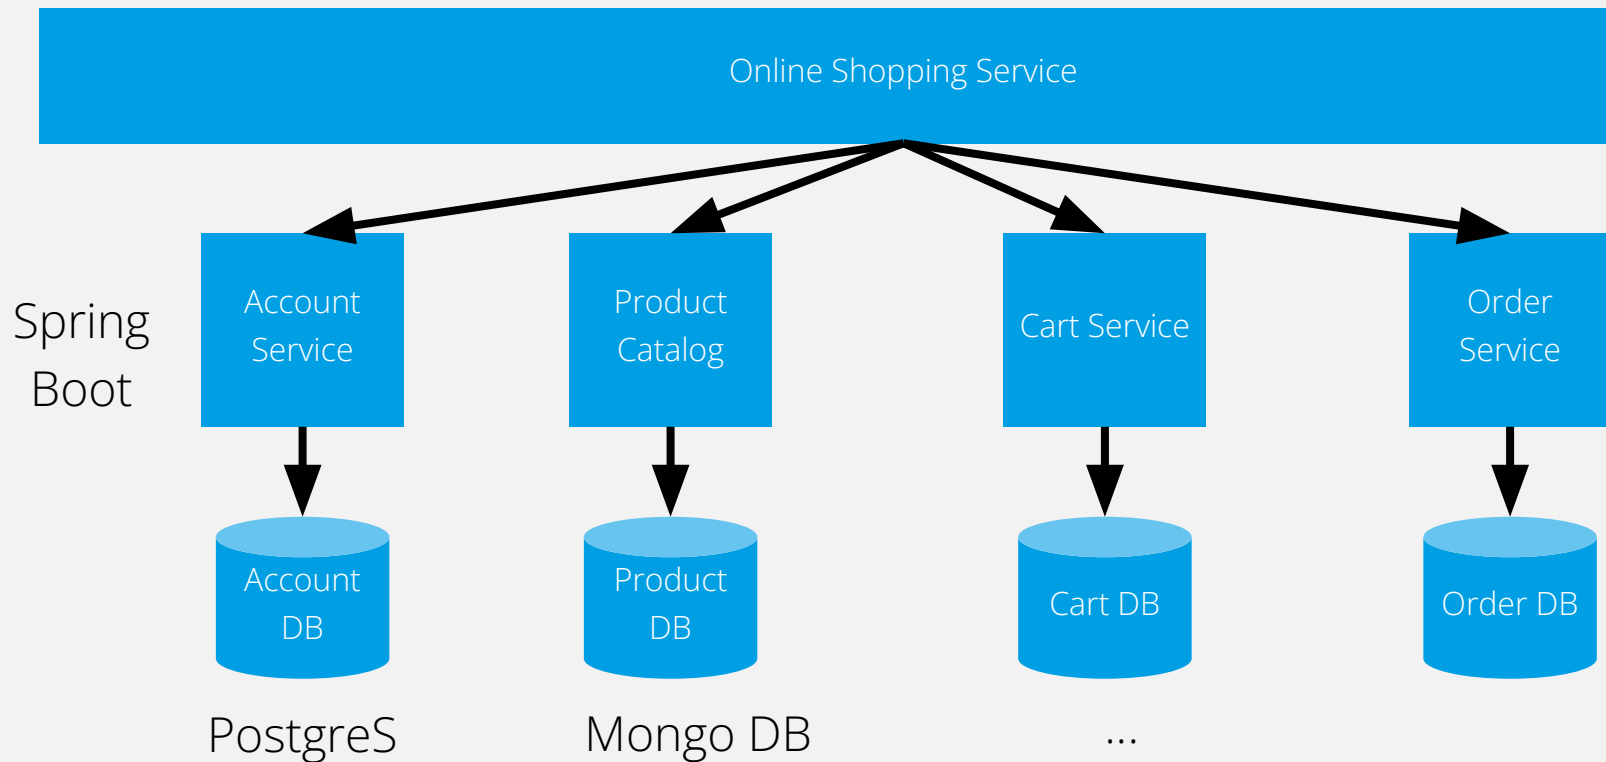 Online Shopping Service
Spring
Boot
Account
Service
Product
Catalog
Cart Service
Order
Service
Account
DB
Product
DB
Cart DB
Order DB
PostgreS
Mongo DB
...